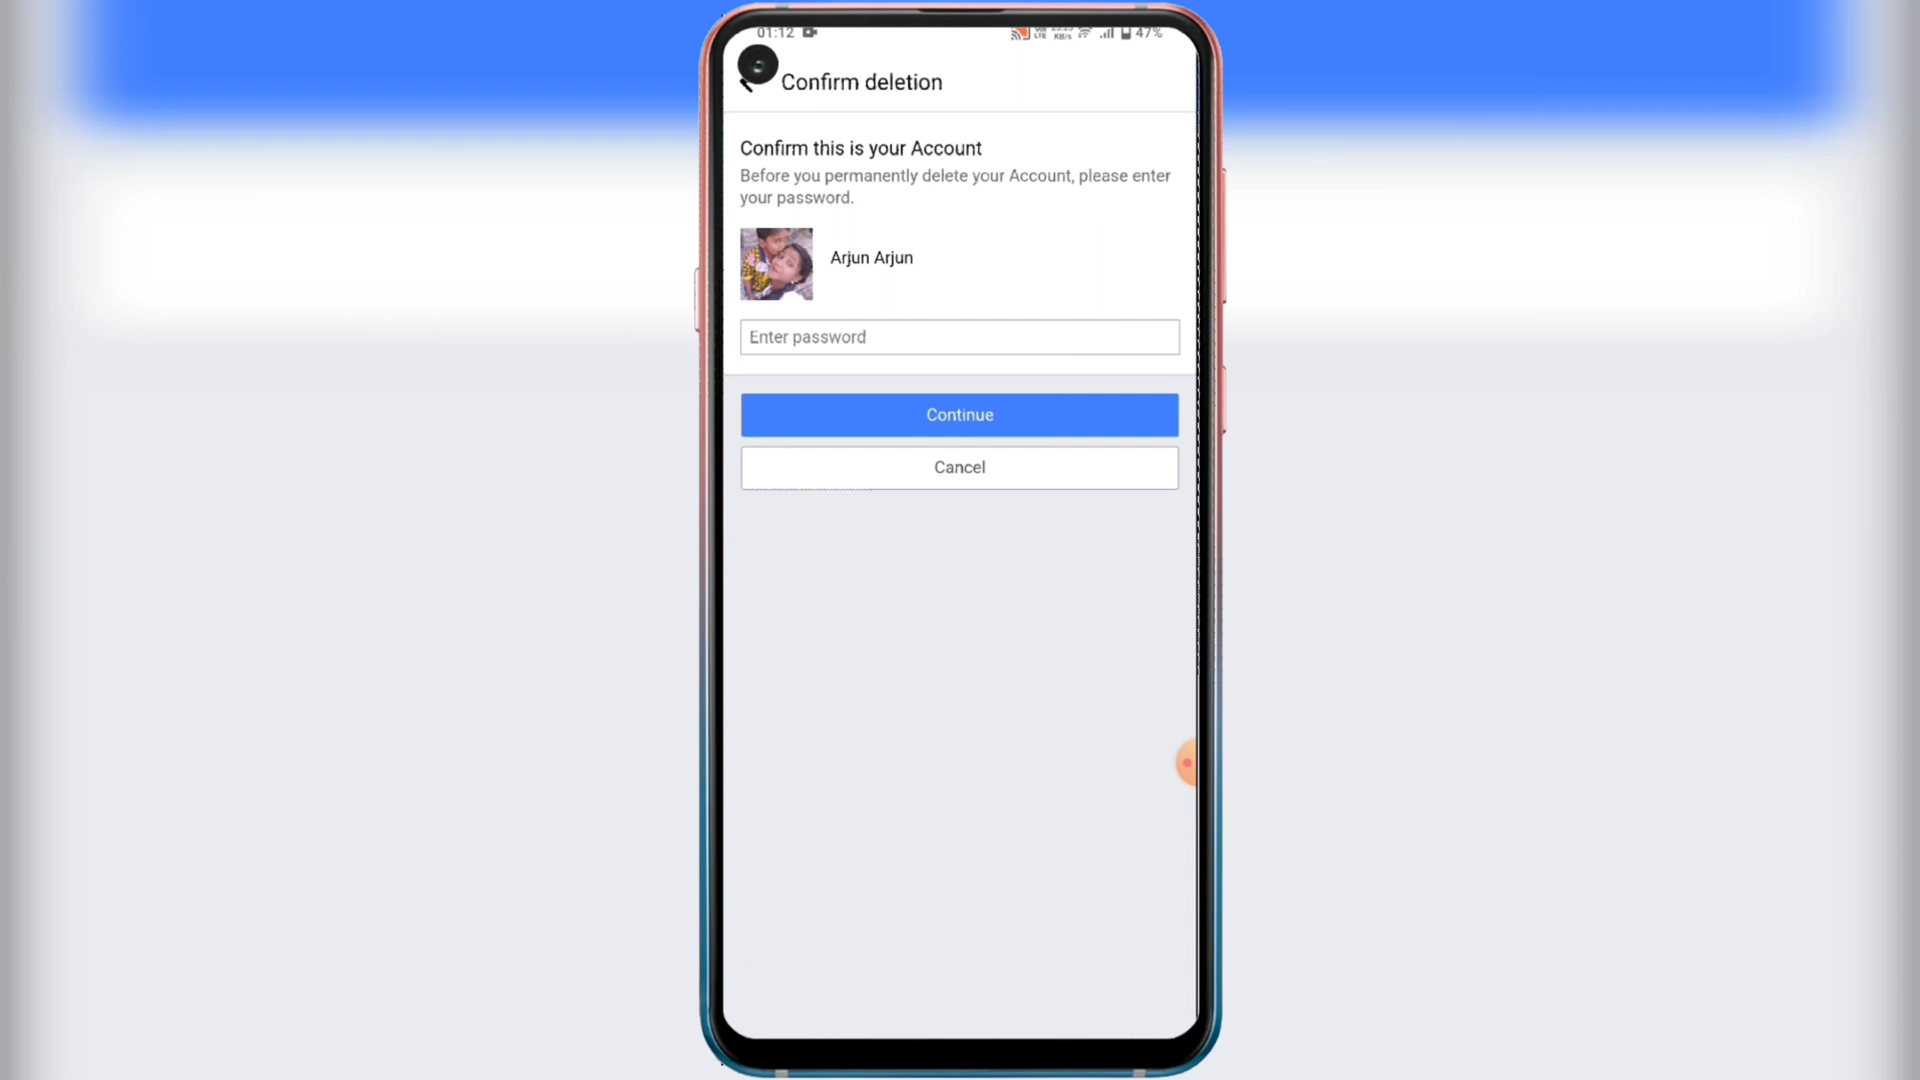 01:12 47%
Confirm deletion
Confirm this is your Account
Before you permanently delete your Account, please enter
your password.
Arjun Arjun
Enter password
Continue
Cancel